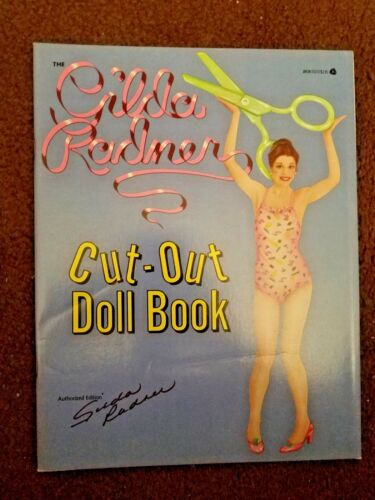 THE
Gilda
Radner
Cut-Out
Doll Book
Authorized Edition
Gilda
Radner